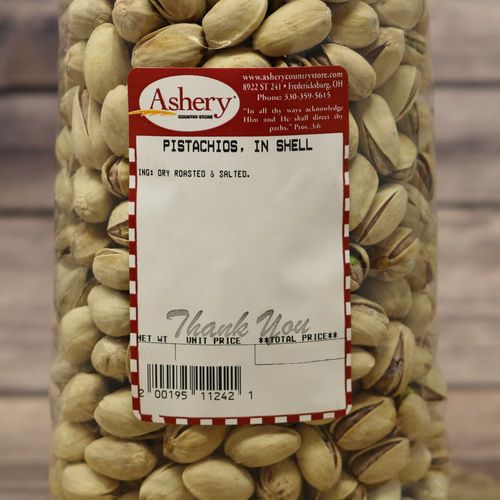 Ashery
COUNTRY STORE
www.asherycountrystore.com
8922 ST 241 • Fredericksburg, OH
Phone: 330-359-5615
"In all thy ways acknowledge
Him and He shall direct thy
paths." Prov. 3:6
PISTACHIOS, IN SHELL
ING: DRY ROASTED & SALTED.
Thank You
NET WT UNIT PRICE **TOTAL PRICE**
2 00195 11242 1